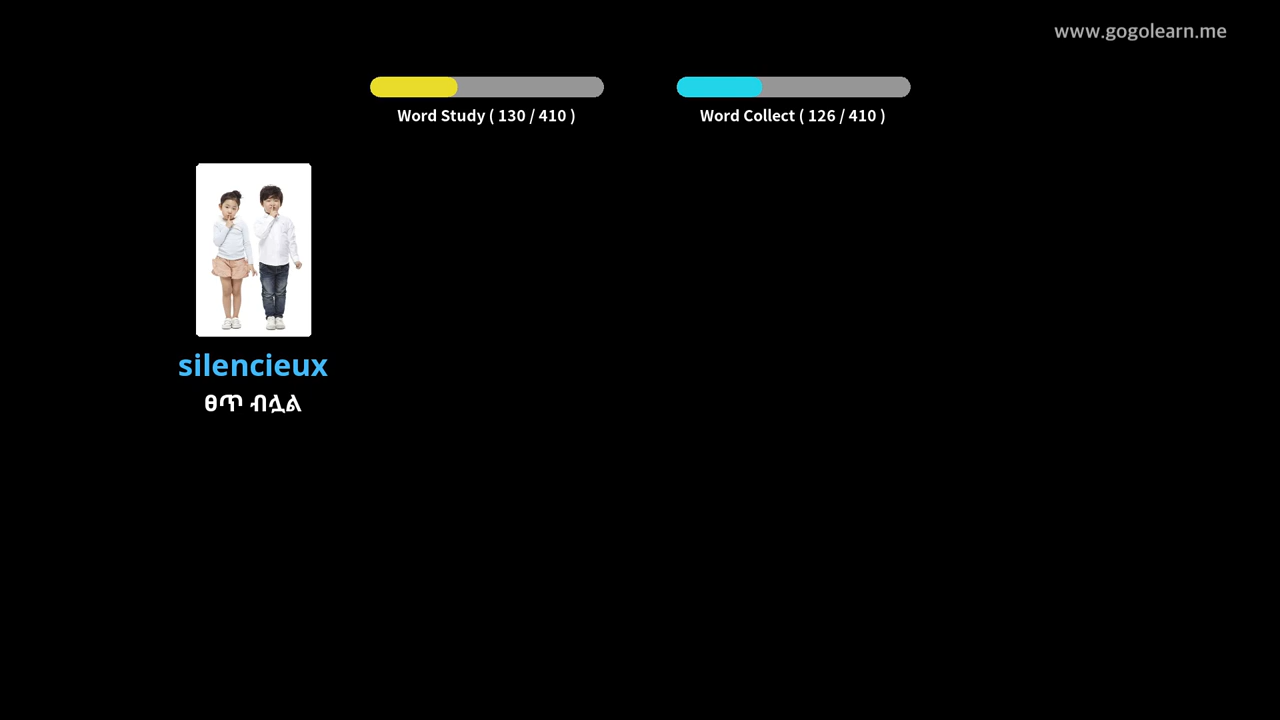 www.gogolearn.me
Word Study ( 130 / 410 )
Word Collect ( 126 / 410 )
silencieux
ፀጥ ብሏል